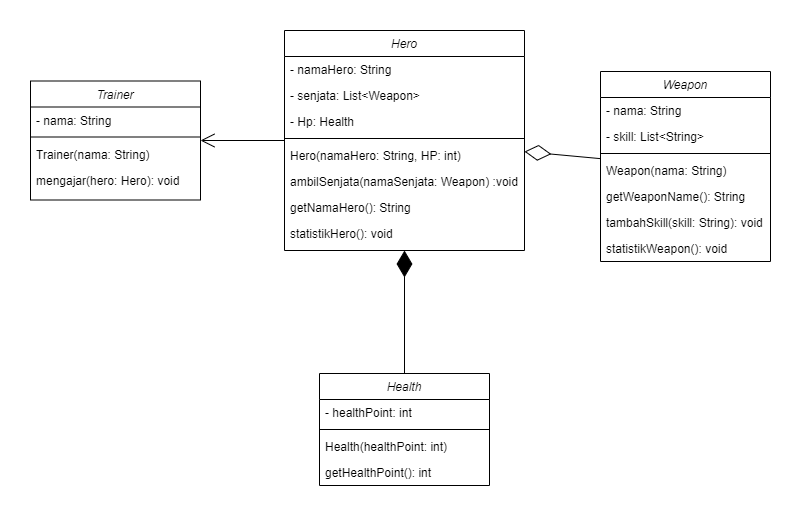 Hero
- namaHero: String
- senjata: List<Weapon>
- Hp: Health
Hero(namaHero: String, HP: int)
ambilSenjata(namaSenjata: Weapon) :void
getNamaHero(): String
statistikHero(): void
Trainer
- nama: String
Trainer(nama: String)
mengajar(hero: Hero): void
Weapon
- nama: String
- skill: List<String>
Weapon(nama: String)
getWeaponName(): String
tambahSkill(skill: String): void
statistikWeapon(): void
Health
- healthPoint: int
Health(healthPoint: int)
getHealthPoint(): int